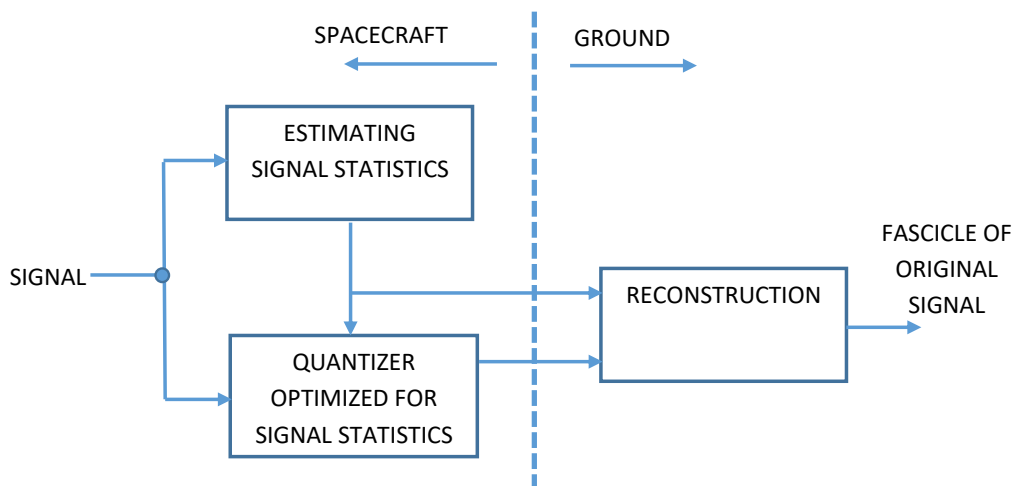 SPACECRAFT
GROUND
ESTIMATING
SIGNAL STATISTICS
SIGNAL
QUANTIZER
OPTIMIZED FOR
SIGNAL STATISTICS
RECONSTRUCTION
FASCICLE OF
ORIGINAL
SIGNAL